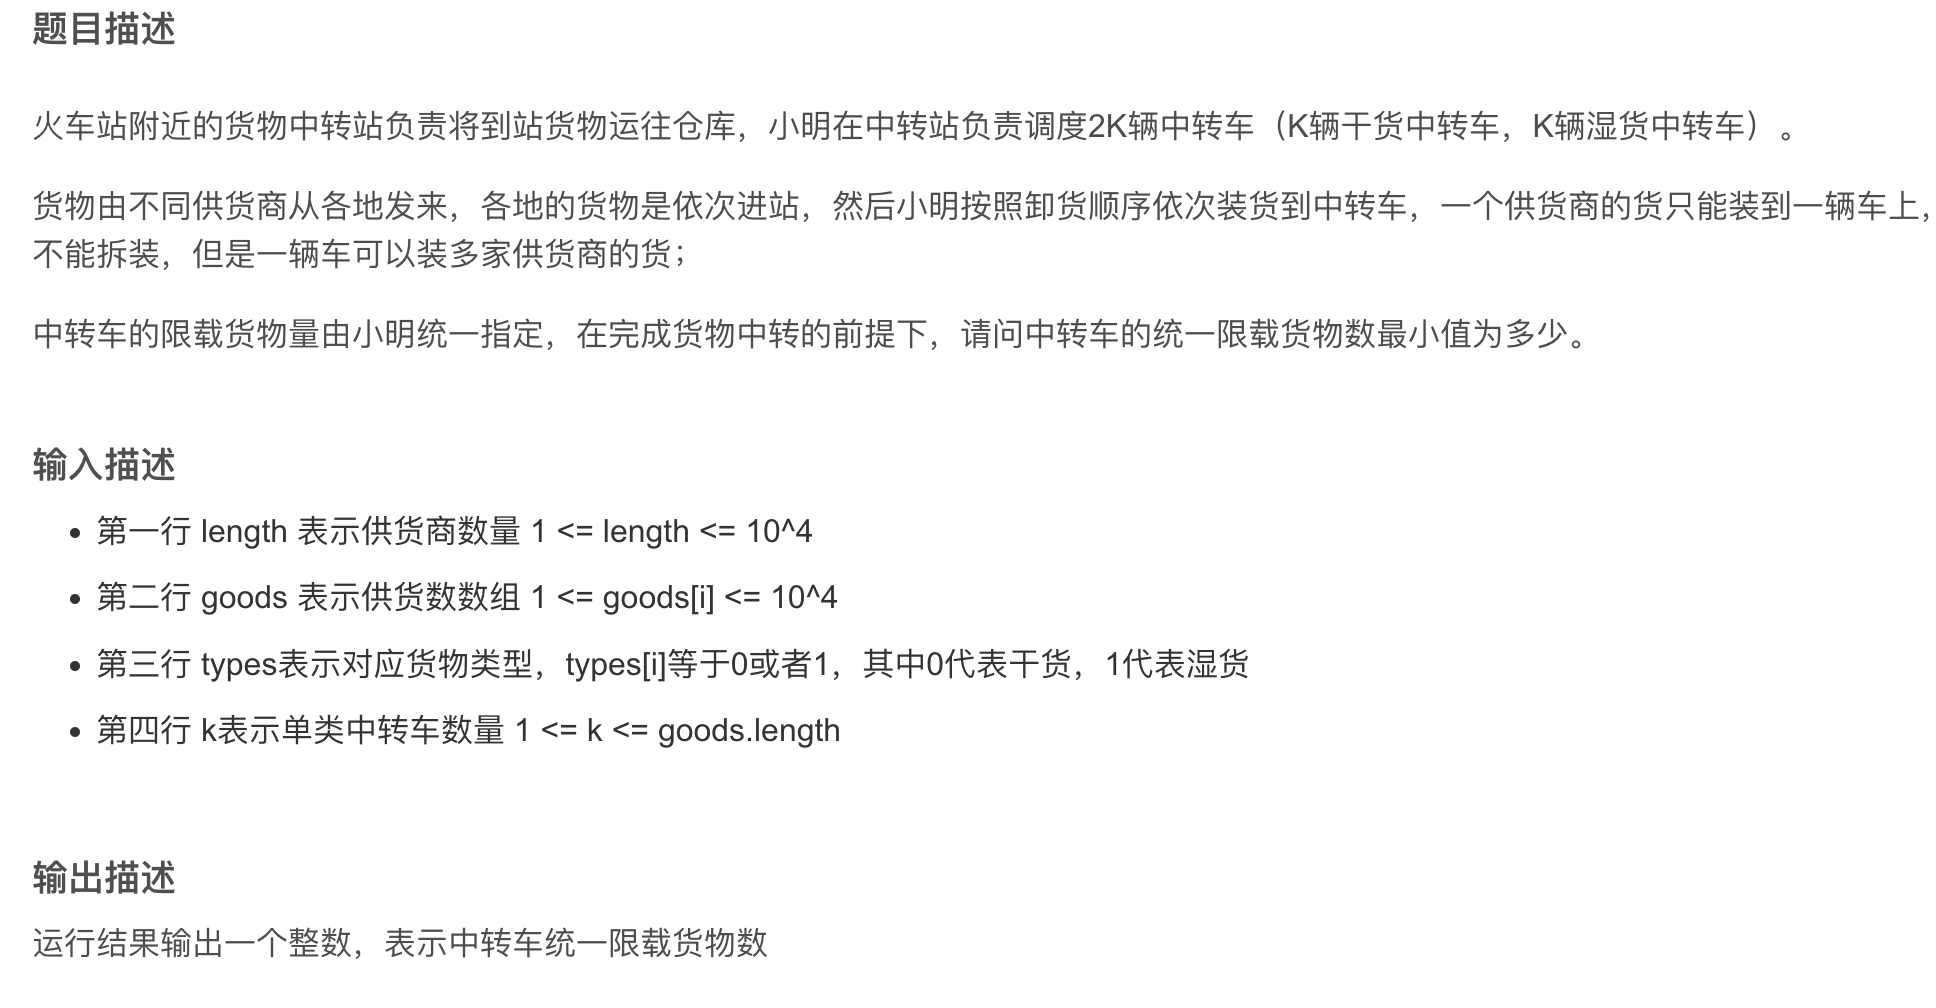 题目描述
火车站附近的货物中转站负责将到站货物运往仓库，小明在中转站负责调度2K辆中转车（K辆干货中转车，K辆湿货中转车）。
货物由不同供货商从各地发来，各地的货物是依次进站，然后小明按照卸货顺序依次装货到中转车，一个供货商的货只能装到一辆车上，
不能拆装，但是一辆车可以装多家供货商的货；
中转车的限载货物量由小明统一指定，在完成货物中转的前提下，请问中转车的统一限载货物数最小值为多少。
输入描述
• 第一行 length 表示供货商数量 1 <= length <= 10^4
• 第二行 goods 表示供货数数组 1 <= goods[i] <= 10^4
• 第三行 types表示对应货物类型，types[i]等于0或者1，其中0代表干货，1代表湿货
• 第四行 k表示单类中转车数量 1 <= k <= goods.length
输出描述
运行结果输出一个整数，表示中转车统一限载货物数